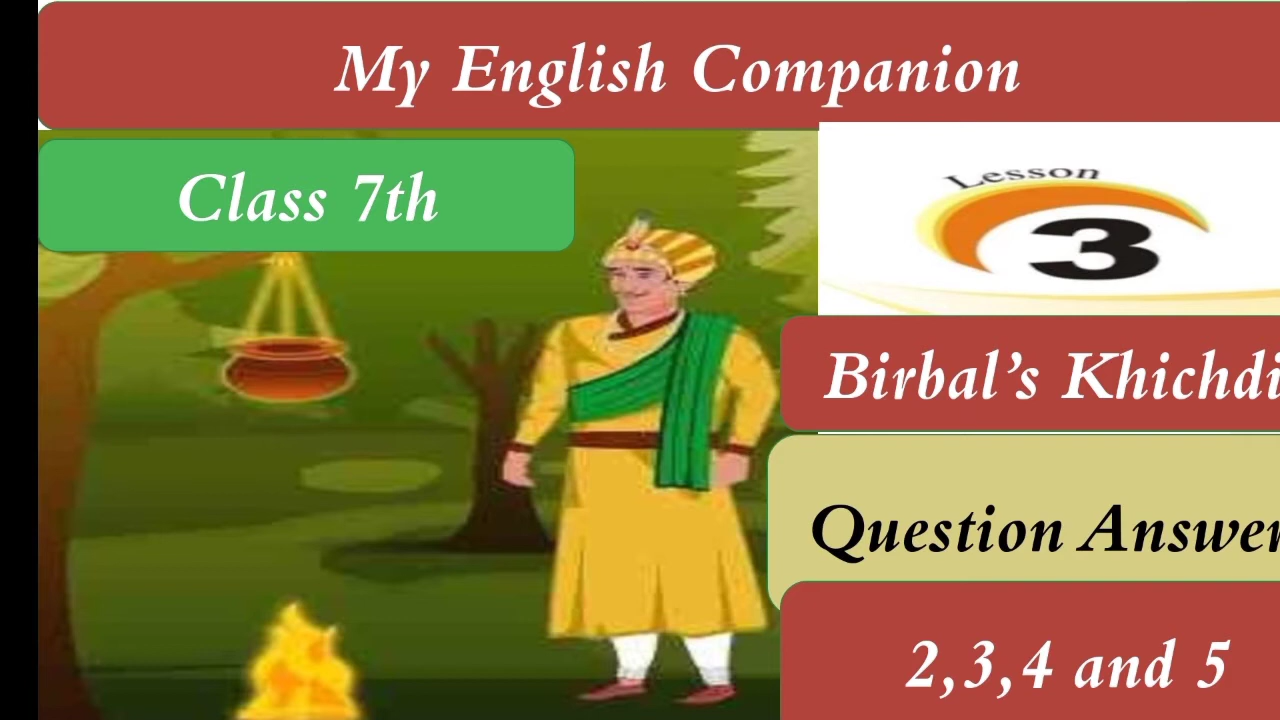 My English Companion
Class 7th
Lesson
3
Birbal's Khichdi
Question Answer
2,3,4 and 5